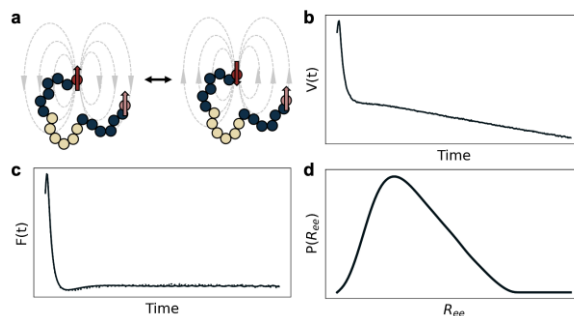 a
b
V(t)
Time
c
F(t)
Time
d
P(R_ee)
R_ee